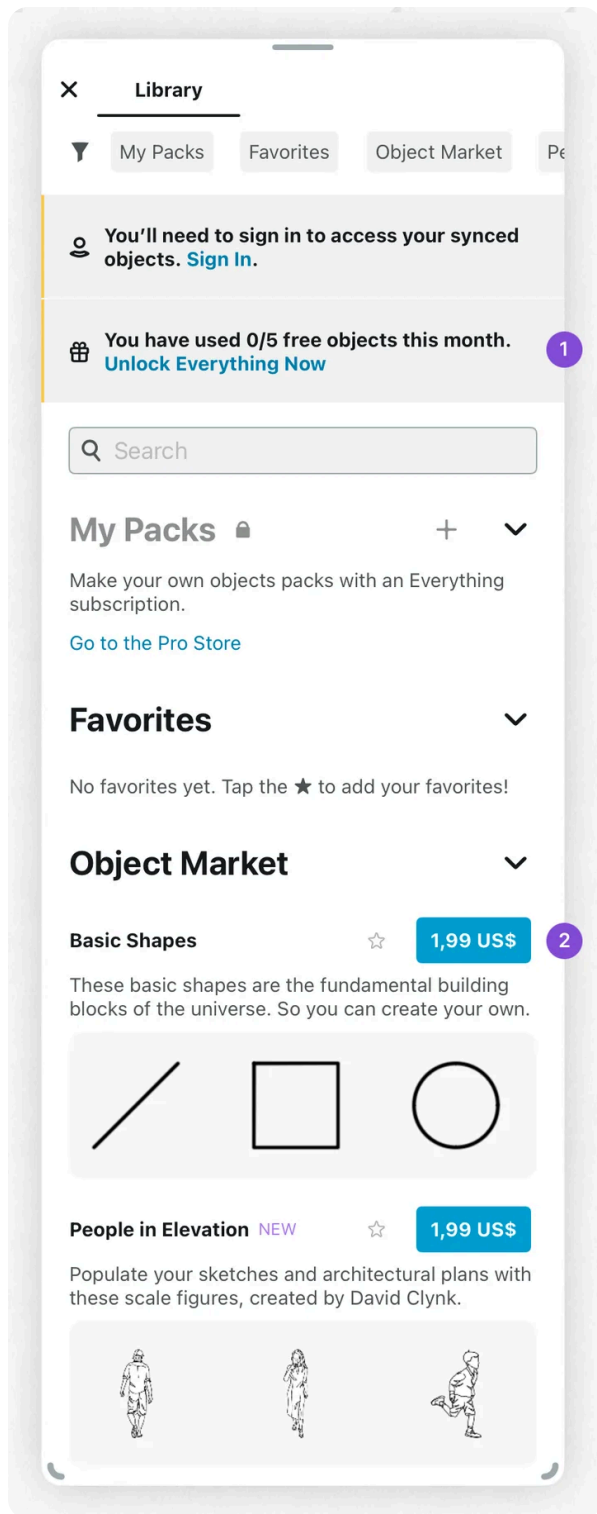 Library
My Packs Favorites Object Market Pe
You’ll need to sign in to access your synced
objects. Sign In.
You have used 0/5 free objects this month.
Unlock Everything Now
1
Search
My Packs
Make your own objects packs with an Everything
subscription.
Go to the Pro Store
Favorites
No favorites yet. Tap the ★ to add your favorites!
Object Market
Basic Shapes 1,99 US$
2
These basic shapes are the fundamental building
blocks of the universe. So you can create your own.
People in Elevation NEW 1,99 US$
Populate your sketches and architectural plans with
these scale figures, created by David Clynk.